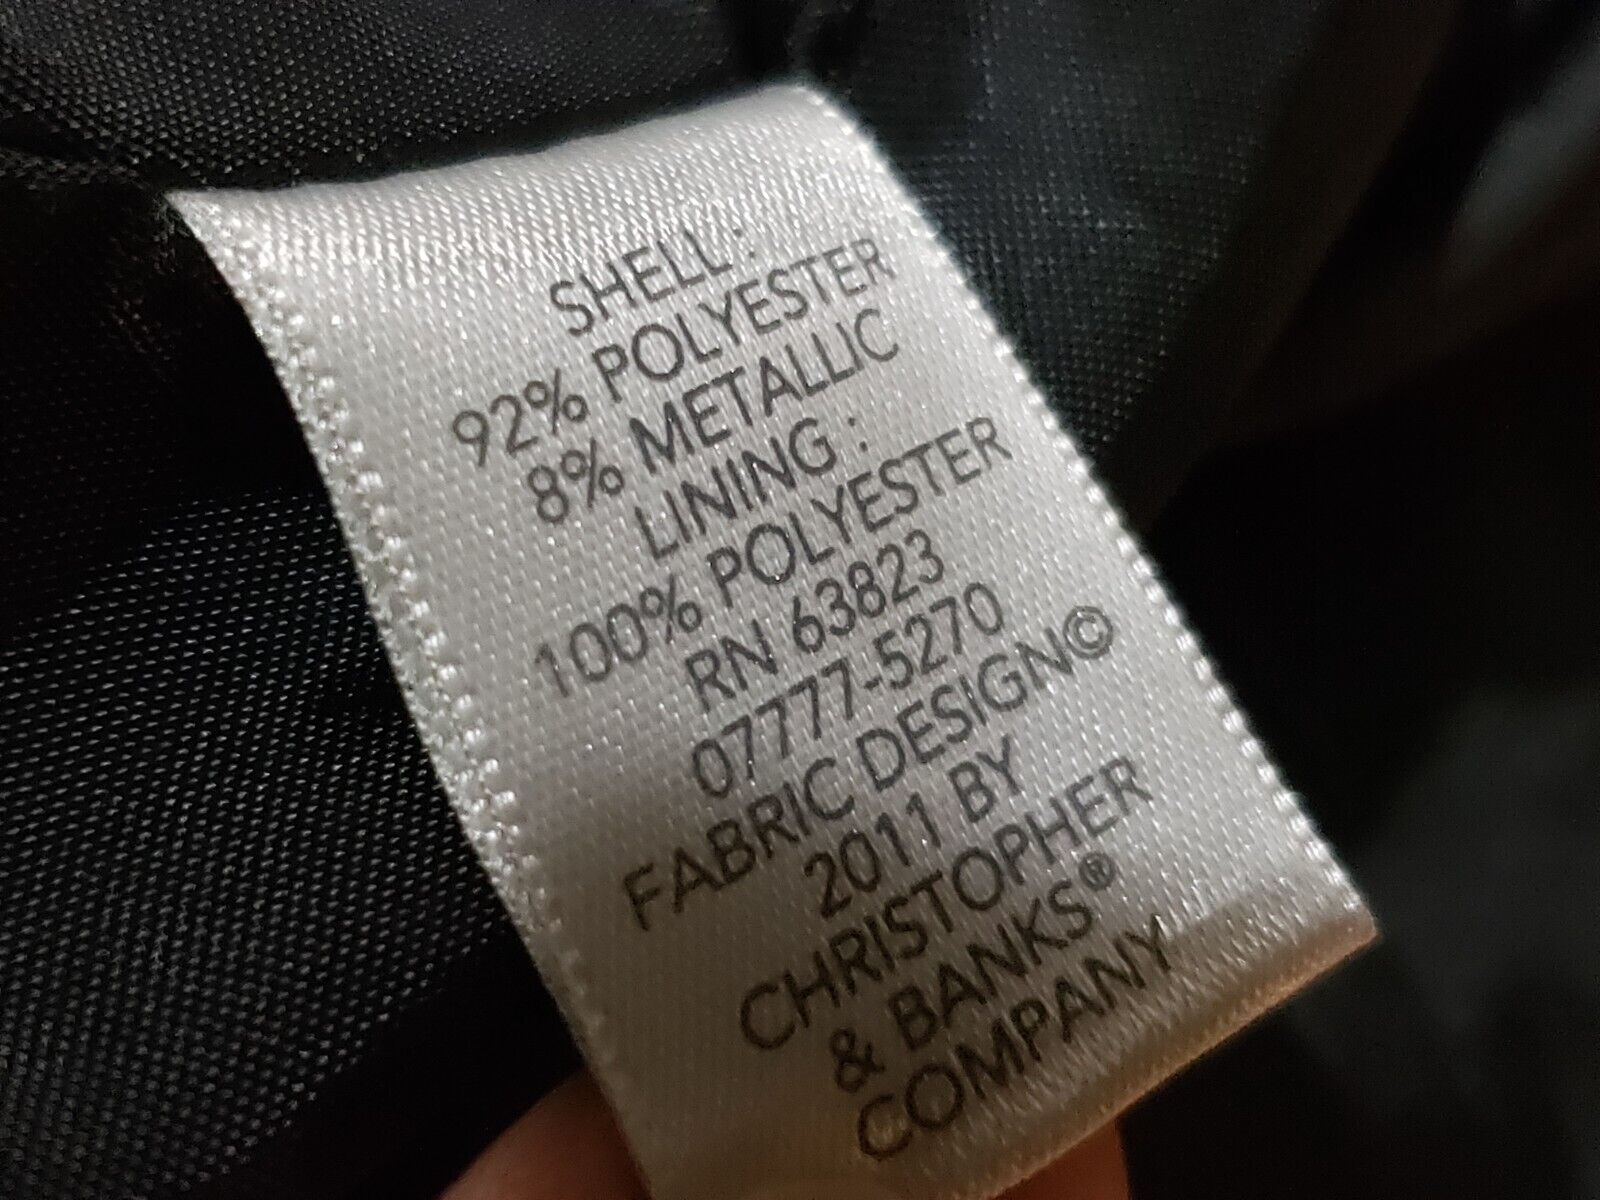 SHELL :
92% POLYESTER
8% METALLIC
LINING :
100% POLYESTER
RN 63823
07777-5270
FABRIC DESIGN©
2011 BY
CHRISTOPHER
& BANKS®
COMPANY